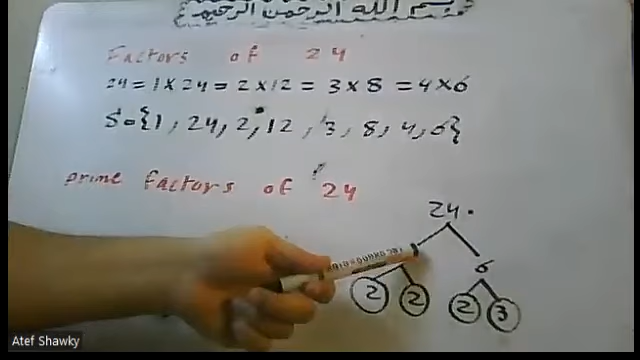 بسم الله الرحمن الرحيم
Factors of 24
24 = 1 X 24 = 2 X 12 = 3 X 8 = 4 X 6
S = {1, 24, 2, 12, 3, 8, 4, 6}
prime factors of 24
24
6
2 2 2 3
Atef Shawky